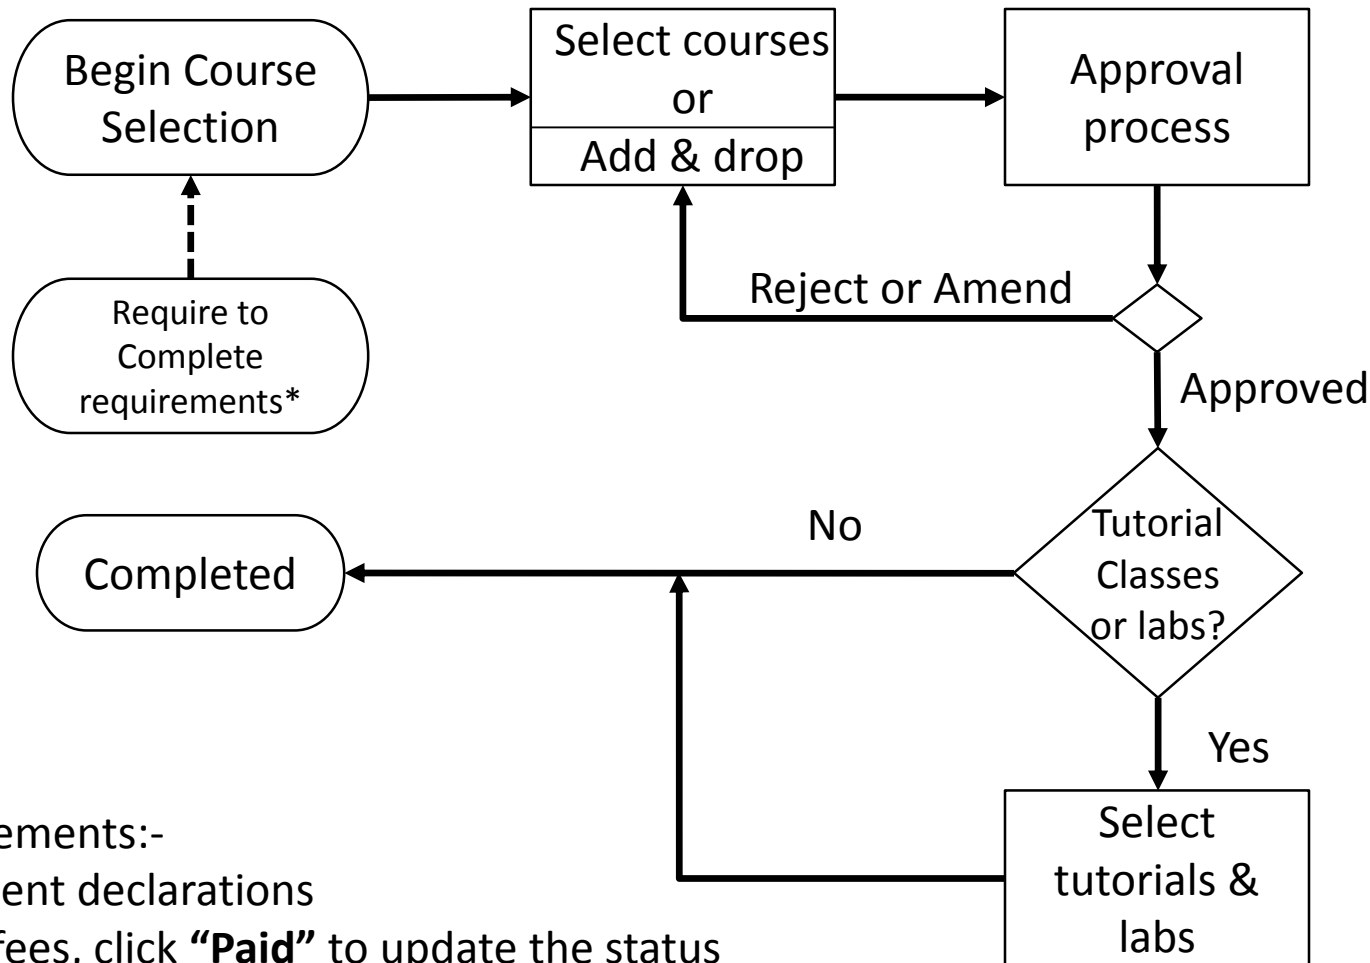 Begin Course
Selection
Select courses
or
Add & drop
Approval
process
Require to
Complete
requirements*
Reject or Amend
Approved
Tutorial
Classes
or labs?
No
Completed
Yes
Select
tutorials &
labs
ements:-
ent declarations
fees, click “Paid” to update the status